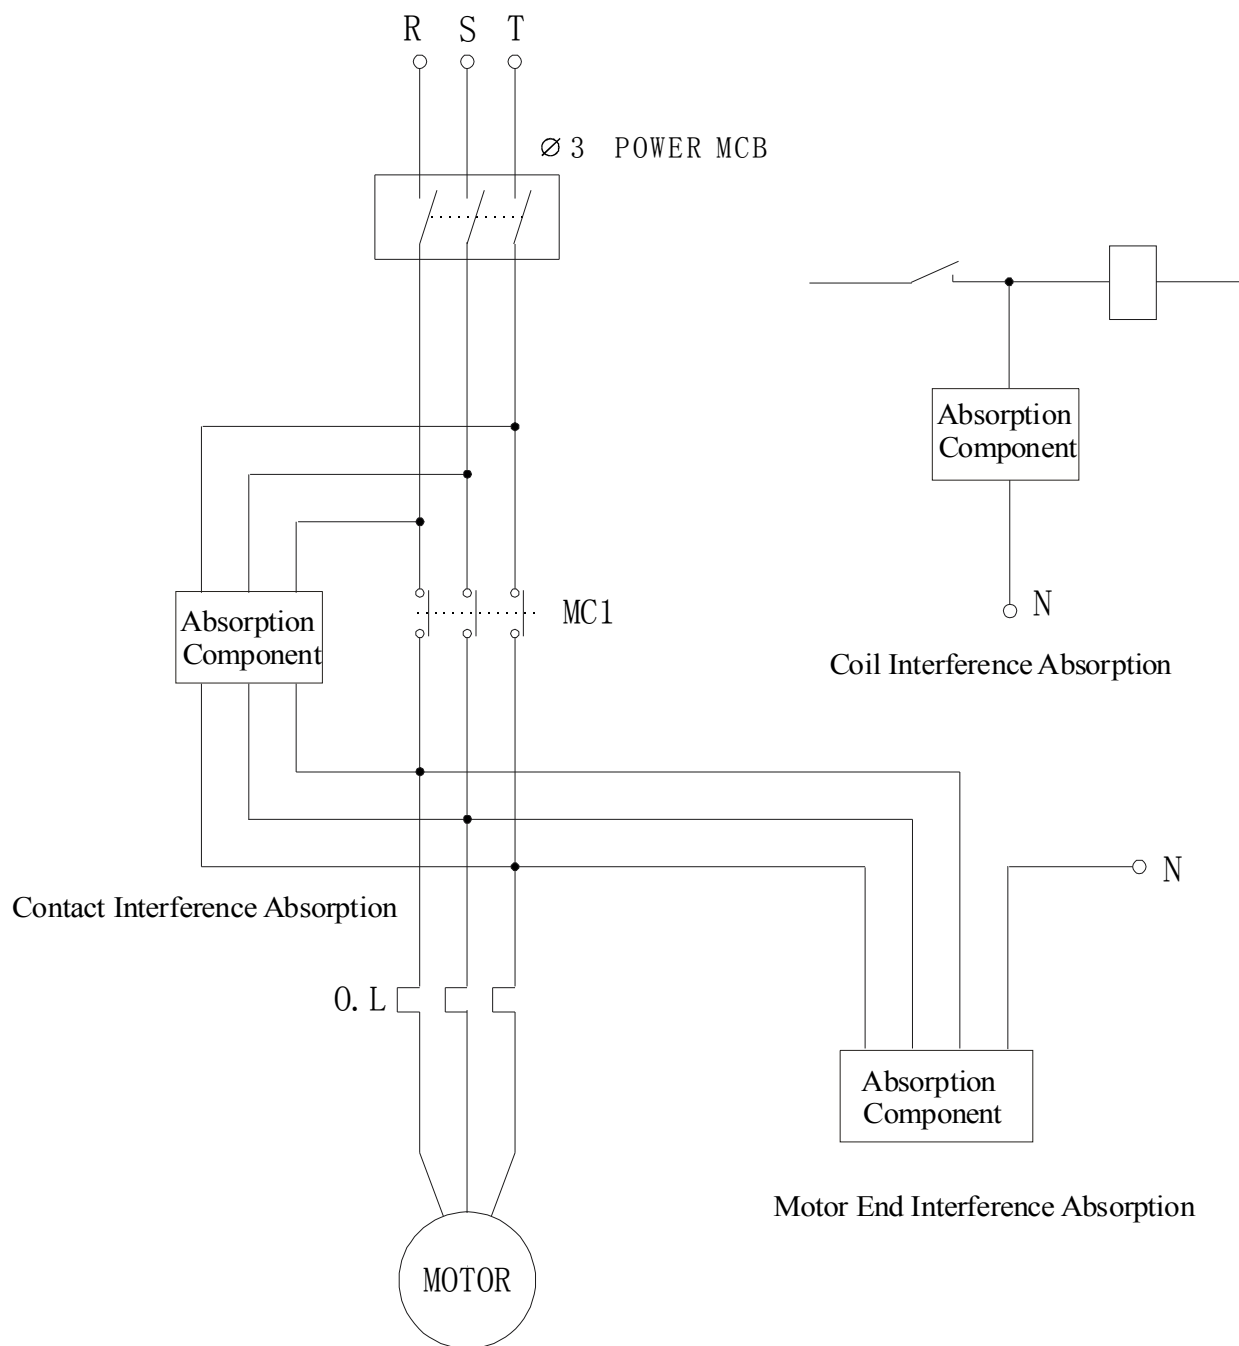 R S T
⌀3 POWER MCB
Absorption
Component
N
Coil Interference Absorption
Absorption
Component
MC1
N
Contact Interference Absorption
O.L
Absorption
Component
Motor End Interference Absorption
MOTOR